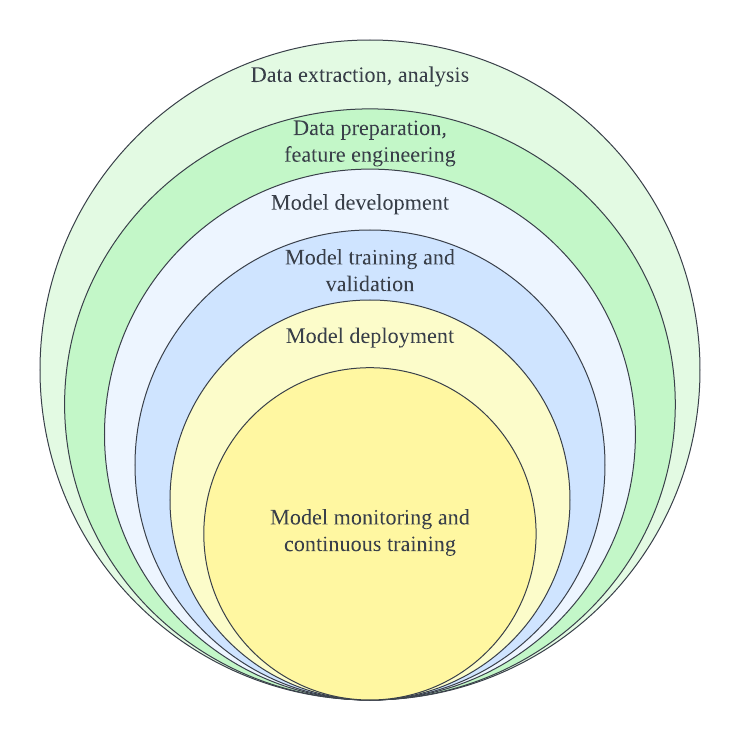 Data extraction, analysis
Data preparation,
feature engineering
Model development
Model training and
validation
Model deployment
Model monitoring and
continuous training